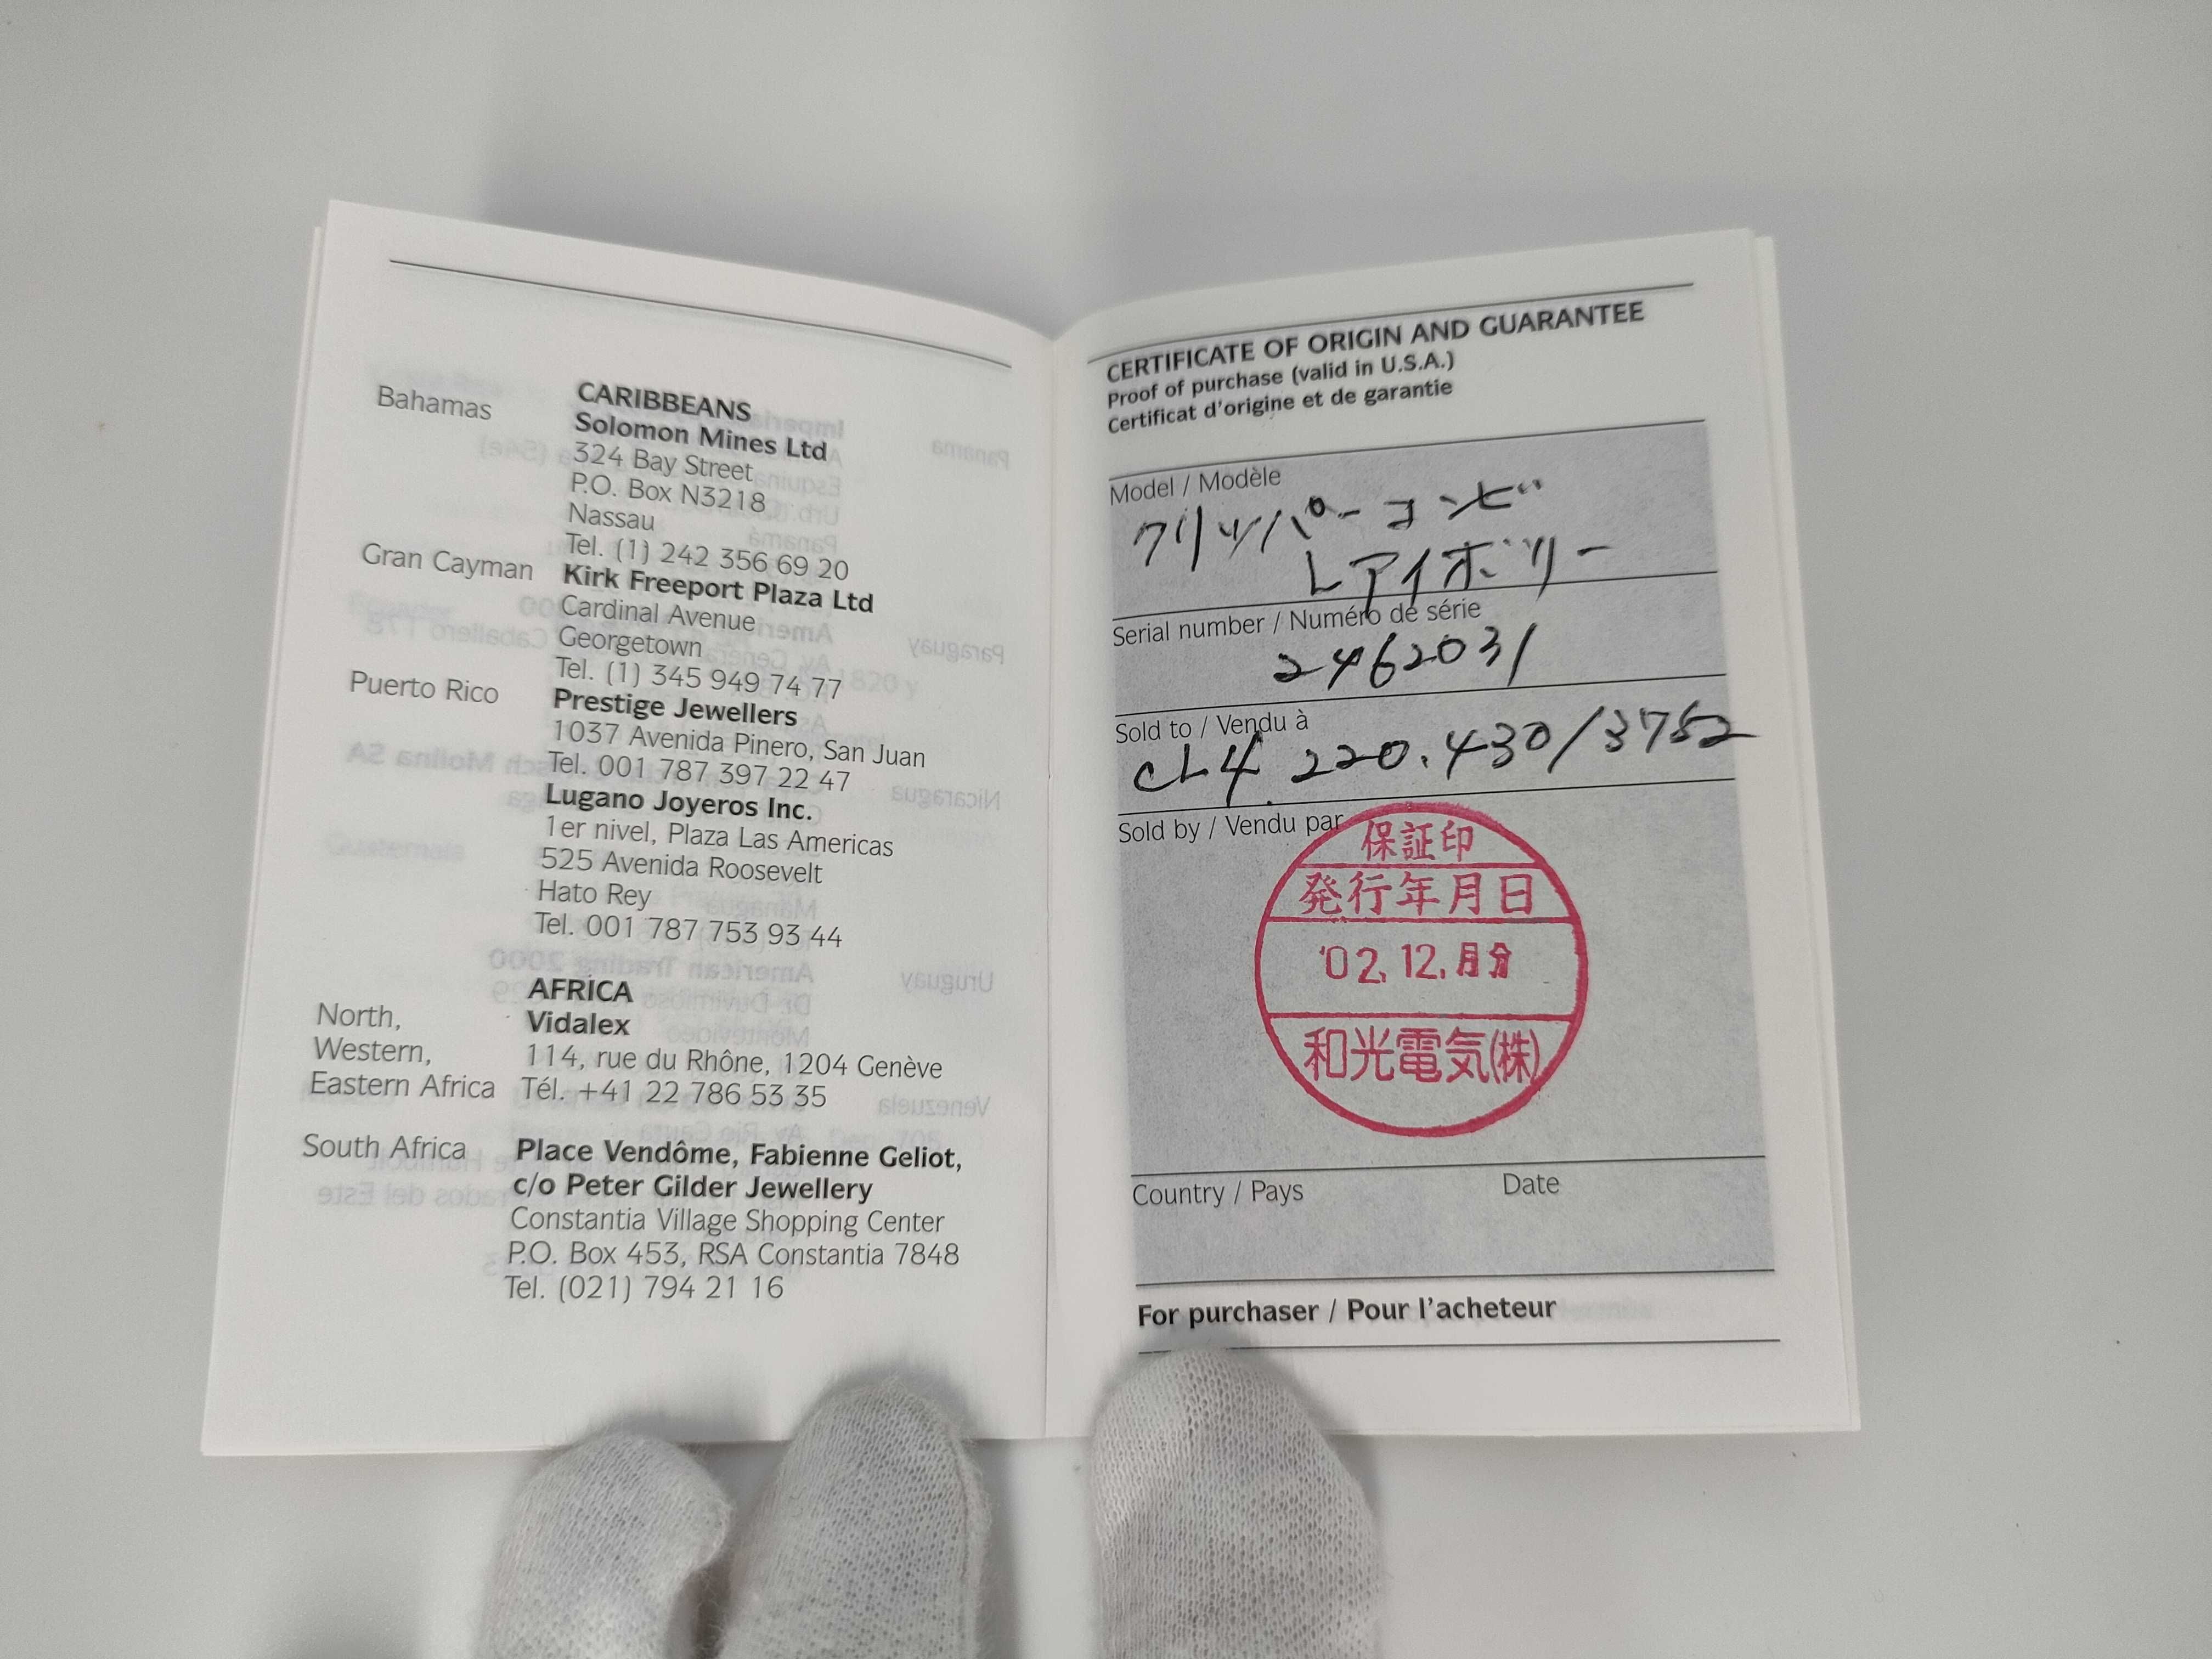 CARIBBEANS
Bahamas
Solomon Mines Ltd
324 Bay Street
P.O. Box N3218
Nassau
Tel. (1) 242 356 69 20
Gran Cayman
Kirk Freeport Plaza Ltd
Cardinal Avenue
Georgetown
Tel. (1) 345 949 74 77
Puerto Rico
Prestige Jewellers
1037 Avenida Pinero, San Juan
Tel. 001 787 397 22 47
Lugano Joyeros Inc.
1er nivel, Plaza Las Americas
525 Avenida Roosevelt
Hato Rey
Tel. 001 787 753 93 44
AFRICA
North,
Western,
Eastern Africa
Vidalex
114, rue du Rhône, 1204 Genève
Tél. +41 22 786 53 35
South Africa
Place Vendôme, Fabienne Geliot,
c/o Peter Gilder Jewellery
Constantia Village Shopping Center
P.O. Box 453, RSA Constantia 7848
Tel. (021) 794 21 16
CERTIFICATE OF ORIGIN AND GUARANTEE
Proof of purchase (valid in U.S.A.)
Certificat d'origine et de garantie
Model / Modèle
クリッパーコンビ
Lアイボリー
Serial number / Numéro de série
2462031
Sold to / Vendu à
CL4.220.430/3752
Sold by / Vendu par
保証印
発行年月日
'02.12.月分
和光電気(株)
Country / Pays
Date
For purchaser / Pour l'acheteur